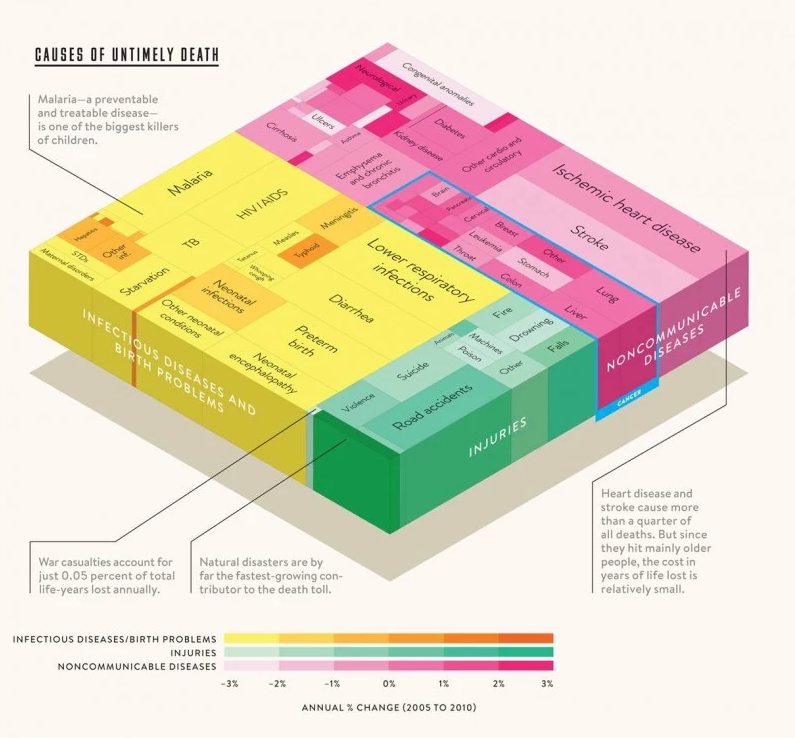 CAUSES OF UNTIMELY DEATH
Malaria—a preventable
and treatable disease—
is one of the biggest killers
of children.
Congenital anomalies
Neurological
Urinary
Ulcers
Asthma
Cirrhosis
Diabetes
Kidney disease
Other cardio and
circulatory
Emphysema
and chronic
bronchitis
Ischemic heart disease
Stroke
Brain
Pancreatic
Cervical
Breast
Leukemia
Other
Throat
Stomach
Colon
Lung
Liver
Malaria
HIV/AIDS
TB
Meningitis
Measles
Typhoid
Tetanus
Whooping
cough
Hepatitis
Other
inf.
STDs
Maternal disorders
Starvation
Lower respiratory
infections
Neonatal
infections
Diarrhea
Other neonatal
conditions
Preterm
birth
Neonatal
encephalopathy
Fire
Drowning
Animals
Machines
Poison
Falls
Other
Suicide
Violence
Road accidents
INFECTIOUS DISEASES AND
BIRTH PROBLEMS
INJURIES
NONCOMMUNICABLE
DISEASES
CANCER
War casualties account for
just 0.05 percent of total
life-years lost annually.
Natural disasters are by
far the fastest-growing con-
tributor to the death toll.
Heart disease and
stroke cause more
than a quarter of
all deaths. But since
they hit mainly older
people, the cost in
years of life lost is
relatively small.
INFECTIOUS DISEASES/BIRTH PROBLEMS
INJURIES
NONCOMMUNICABLE DISEASES
–3% –2% –1% 0% 1% 2% 3%
ANNUAL % CHANGE (2005 TO 2010)